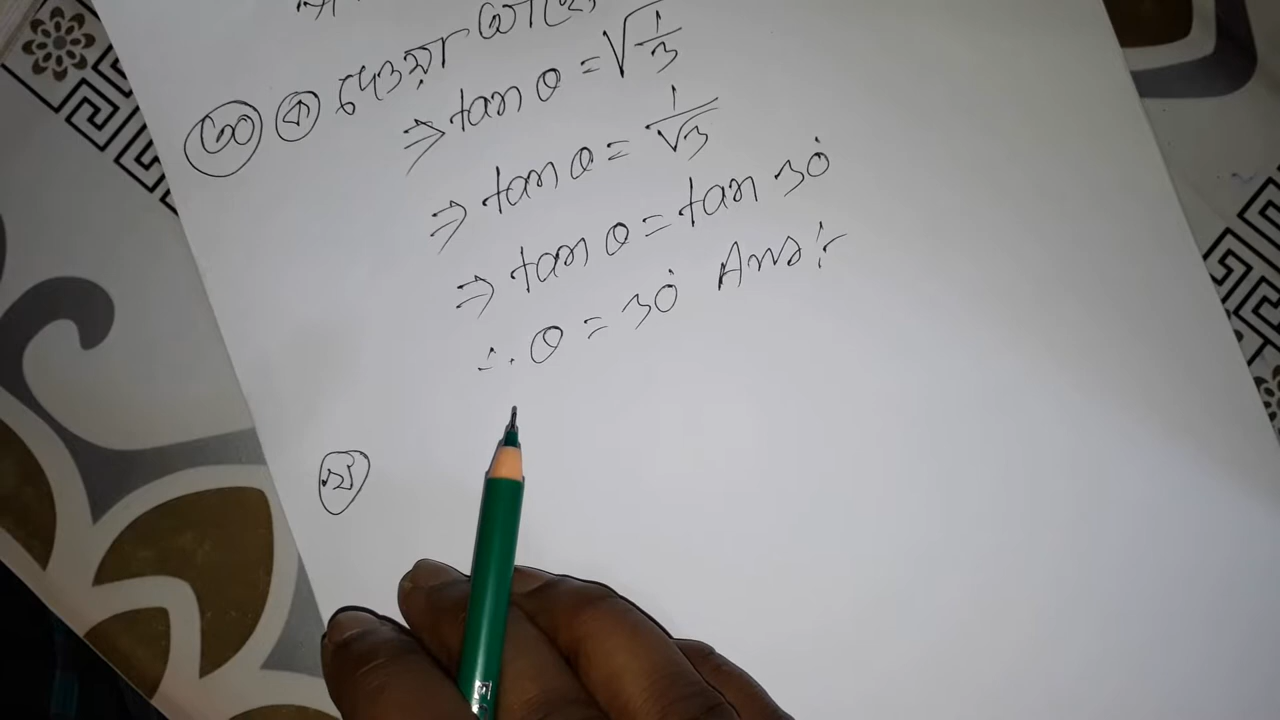 ৩০ ক দেওয়া আছে,
⇒ tan θ = √(1/3)
⇒ tan θ = 1/√3
⇒ tan θ = tan 30°
∴ θ = 30° Ans:
খ